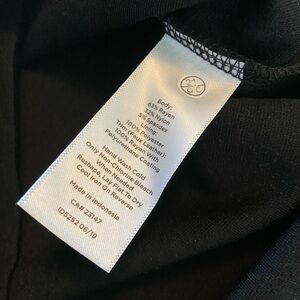 Body:
63% Rayon
32% Nylon
5% Spandex
Lining:
100% Polyester
Trim (Faux Leather):
100% Rayon With
Polyurethane Coating
Hand Wash Cold
Only Non-Chlorine Bleach
When Needed
Reshape, Lay Flat To Dry
Cool Iron On Reverse
Made in Indonesia
CA# 23147
ID5252 06/19